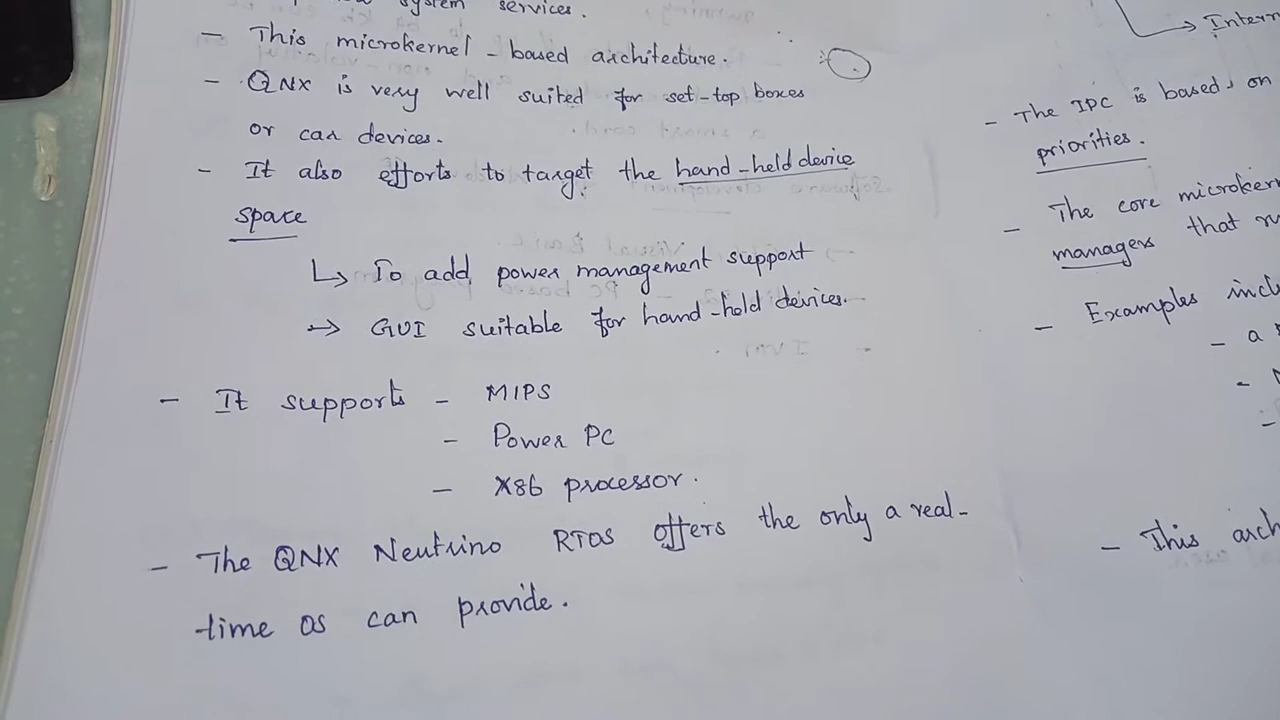 system services.
- This microkernel - based architecture.
- QNX is very well suited for set-top boxes
or car devices.
- It also efforts to target the hand-held device
space
↳ To add power management support
→ GUI suitable for hand-held devices.
- It supports - MIPS
- Power PC
- X86 processor.
- The QNX Neutrino RTOS offers the only a real-
time os can provide.
→ Intern
- The IPC is based on
priorities.
- The core microkern
managers that
- Examples incl
- a
-
-
- This arch